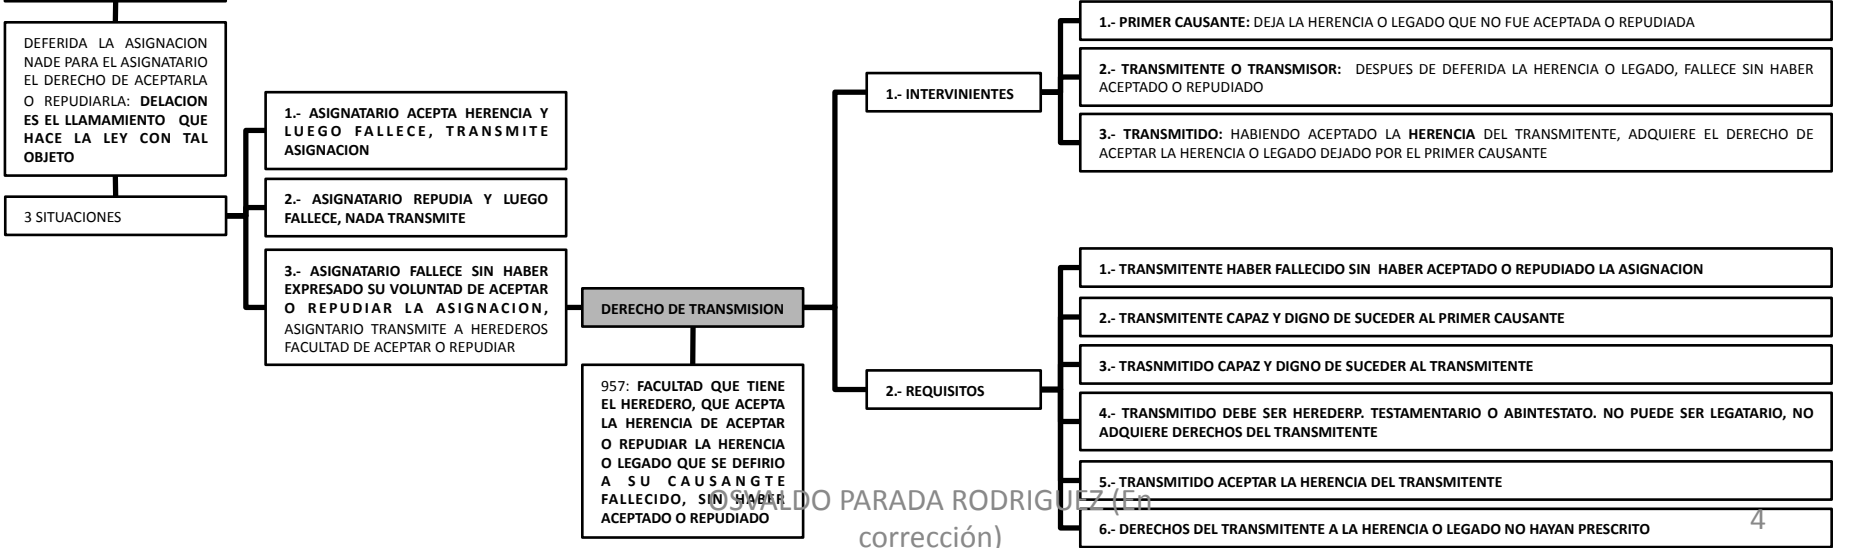 DEFERIDA LA ASIGNACION
NADE PARA EL ASIGNATARIO
EL DERECHO DE ACEPTARLA
O REPUDIARLA: DELACION
ES EL LLAMAMIENTO QUE
HACE LA LEY CON TAL
OBJETO
3 SITUACIONES
1.- ASIGNATARIO ACEPTA HERENCIA Y
LUEGO FALLECE, TRANSMITE
ASIGNACION
2.- ASIGNATARIO REPUDIA Y LUEGO
FALLECE, NADA TRANSMITE
3.- ASIGNATARIO FALLECE SIN HABER
EXPRESADO SU VOLUNTAD DE ACEPTAR
O REPUDIAR LA ASIGNACION,
ASIGNTARIO TRANSMITE A HEREDEROS
FACULTAD DE ACEPTAR O REPUDIAR
DERECHO DE TRANSMISION
957: FACULTAD QUE TIENE
EL HEREDERO, QUE ACEPTA
LA HERENCIA DE ACEPTAR
O REPUDIAR LA HERENCIA
O LEGADO QUE SE DEFIRIO
A SU CAUSANGTE
FALLECIDO, SIN HABER
ACEPTADO O REPUDIADO
1.- INTERVINIENTES
1.- PRIMER CAUSANTE: DEJA LA HERENCIA O LEGADO QUE NO FUE ACEPTADA O REPUDIADA
2.- TRANSMITENTE O TRANSMISOR: DESPUES DE DEFERIDA LA HERENCIA O LEGADO, FALLECE SIN HABER
ACEPTADO O REPUDIADO
3.- TRANSMITIDO: HABIENDO ACEPTADO LA HERENCIA DEL TRANSMITENTE, ADQUIERE EL DERECHO DE
ACEPTAR LA HERENCIA O LEGADO DEJADO POR EL PRIMER CAUSANTE
2.- REQUISITOS
1.- TRANSMITENTE HABER FALLECIDO SIN HABER ACEPTADO O REPUDIADO LA ASIGNACION
2.- TRANSMITENTE CAPAZ Y DIGNO DE SUCEDER AL PRIMER CAUSANTE
3.- TRASNMITIDO CAPAZ Y DIGNO DE SUCEDER AL TRANSMITENTE
4.- TRANSMITIDO DEBE SER HEREDERP. TESTAMENTARIO O ABINTESTATO. NO PUEDE SER LEGATARIO, NO
ADQUIERE DERECHOS DEL TRANSMITENTE
5.- TRANSMITIDO ACEPTAR LA HERENCIA DEL TRANSMITENTE
6.- DERECHOS DEL TRANSMITENTE A LA HERENCIA O LEGADO NO HAYAN PRESCRITO
OSVALDO PARADA RODRIGUEZ (En
corrección)
4